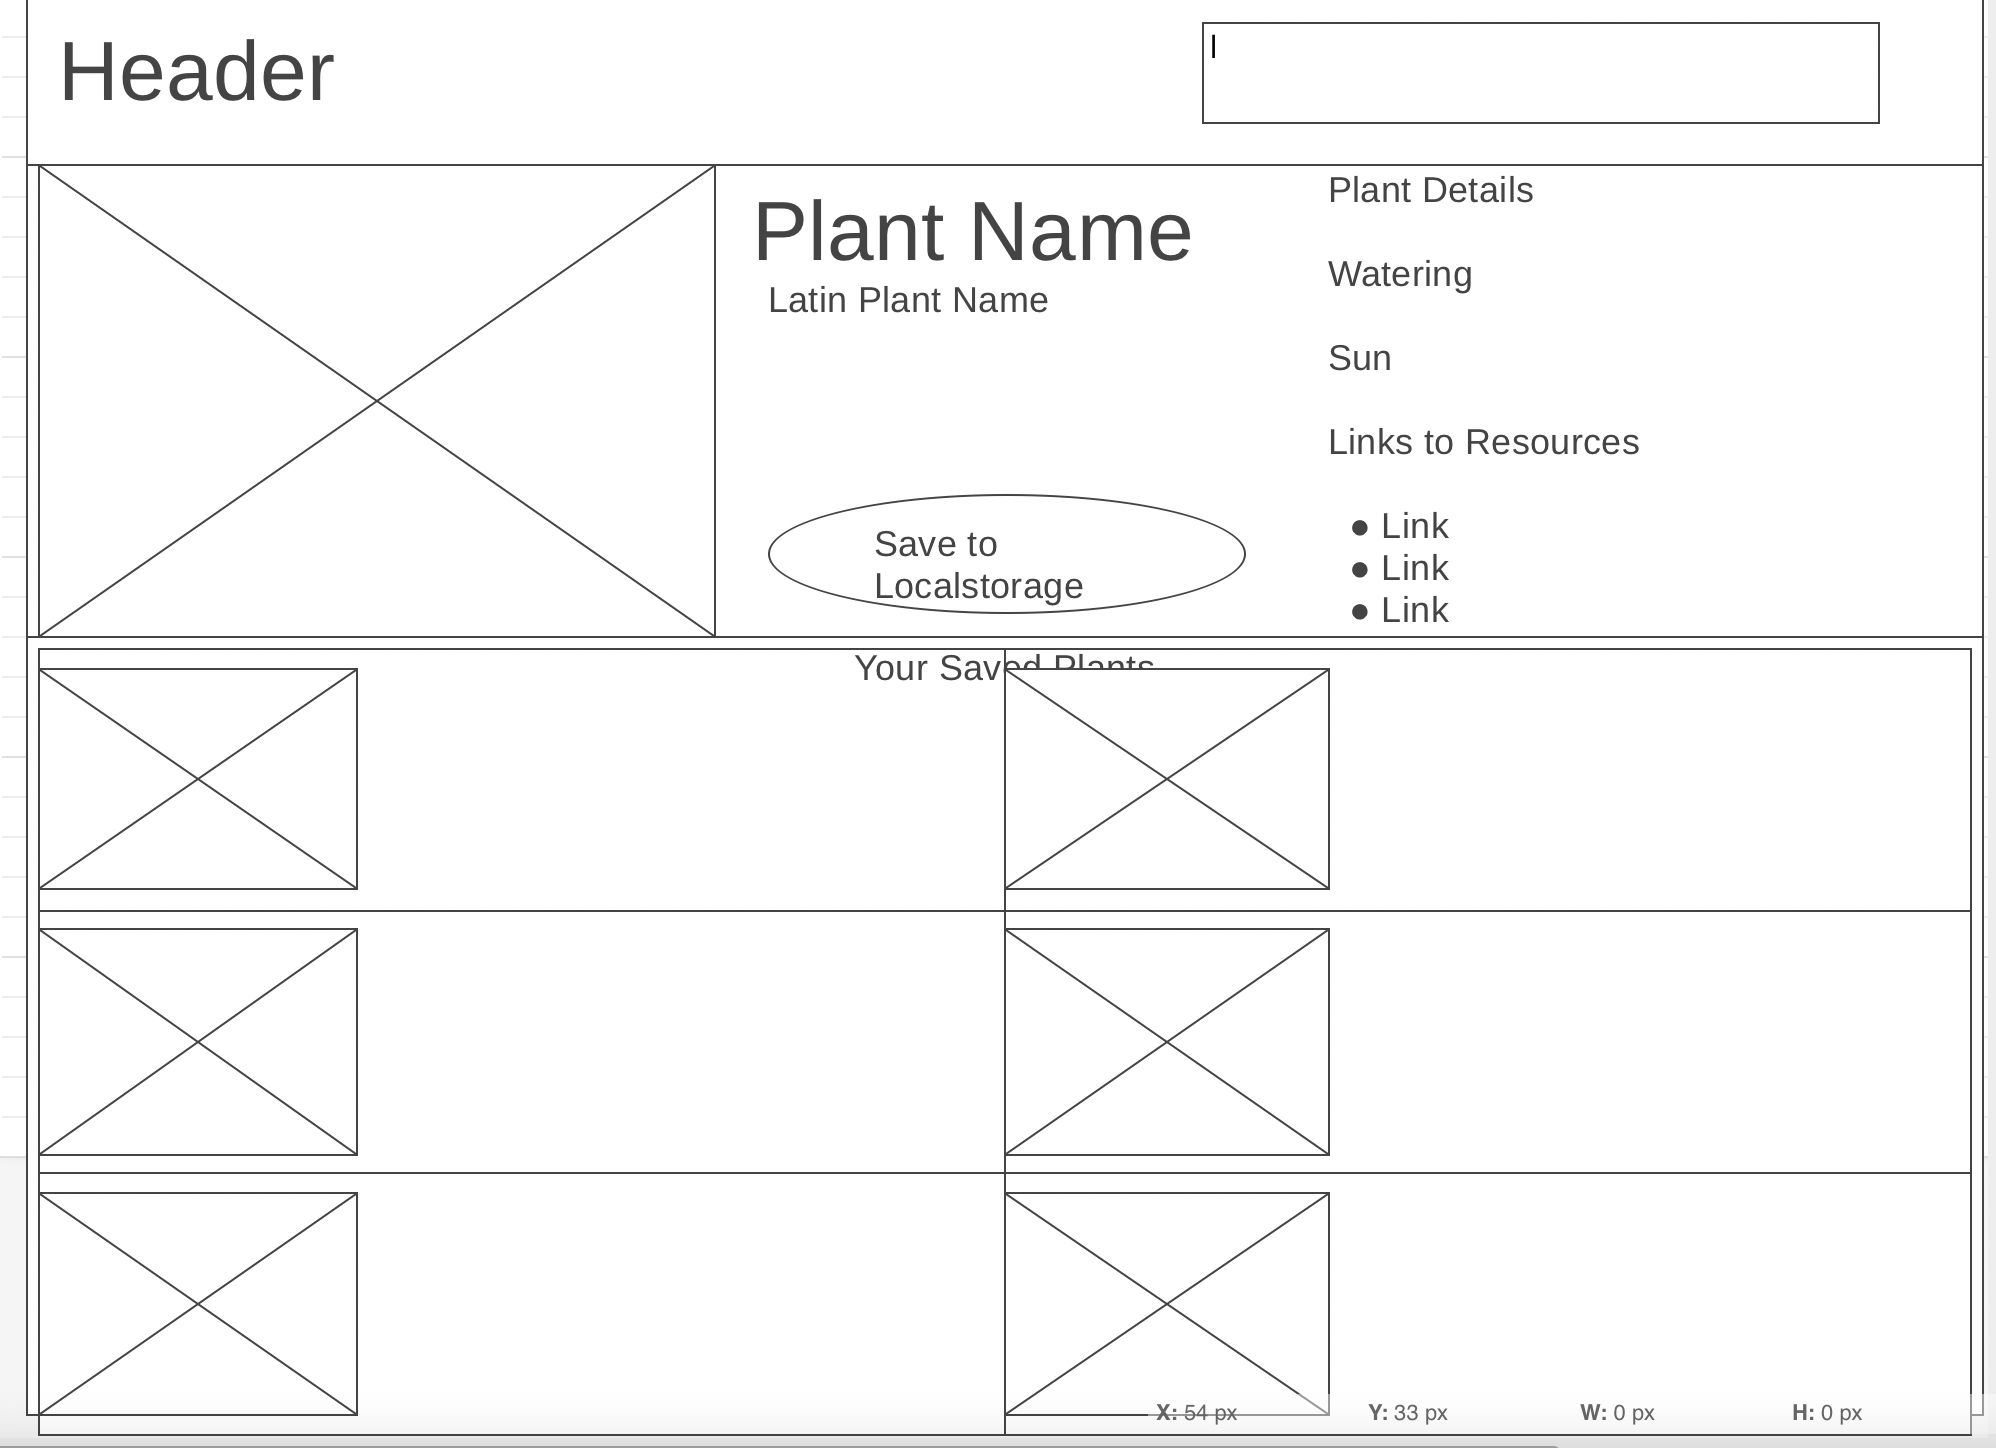 Header
Plant Name
Latin Plant Name
Save to
Localstorage
Plant Details
Watering
Sun
Links to Resources
● Link
● Link
● Link
Your Saved Plants
X: 54 px Y: 33 px W: 0 px H: 0 px